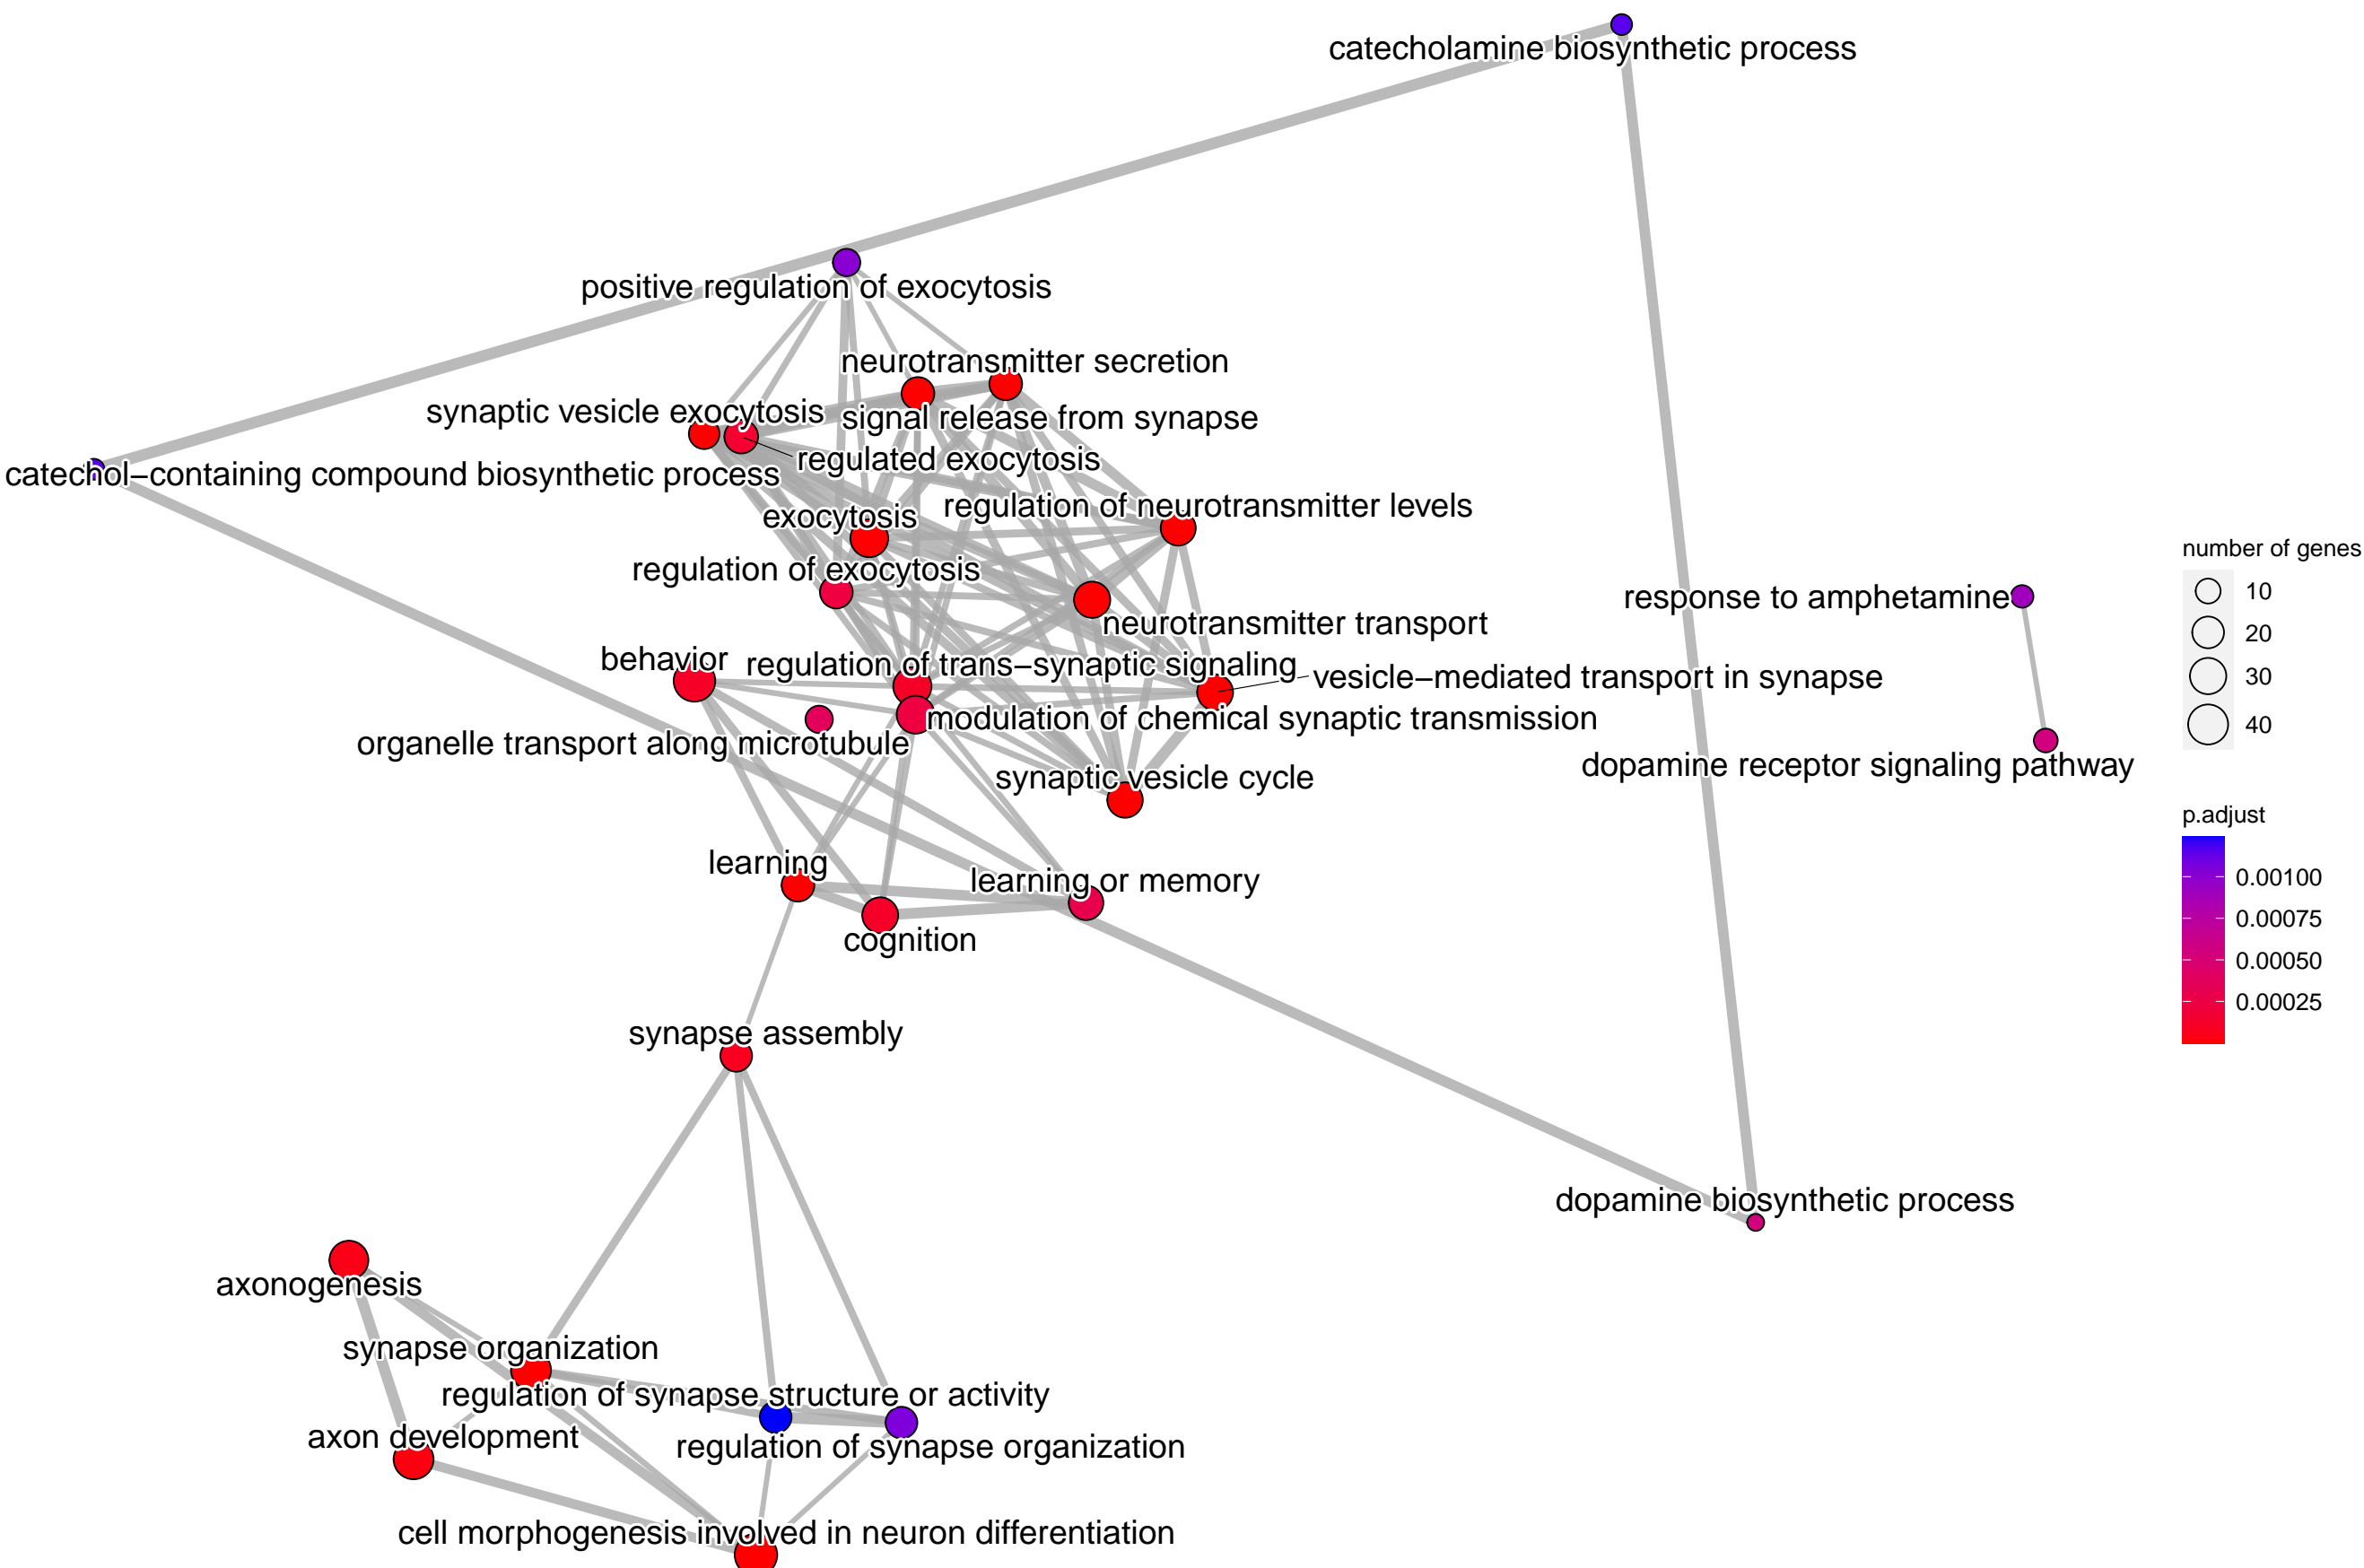 catecholamine biosynthetic process
positive regulation of exocytosis
neurotransmitter secretion
synaptic vesicle exocytosis
signal release from synapse
regulated exocytosis
catechol−containing compound biosynthetic process
regulation of neurotransmitter levels
exocytosis
number of genes
regulation of exocytosis
10
response to amphetamine
20
neurotransmitter transport
behavior
regulation of trans−synaptic signaling
vesicle−mediated transport in synapse
30
modulation of chemical synaptic transmission
40
organelle transport along microtubule
dopamine receptor signaling pathway
synaptic vesicle cycle
p.adjust
learning
learning or memory
0.00100
0.00075
cognition
0.00050
0.00025
synapse assembly
dopamine biosynthetic process
axonogenesis
synapse organization
regulation of synapse structure or activity
axon development
regulation of synapse organization
cell morphogenesis involved in neuron differentiation